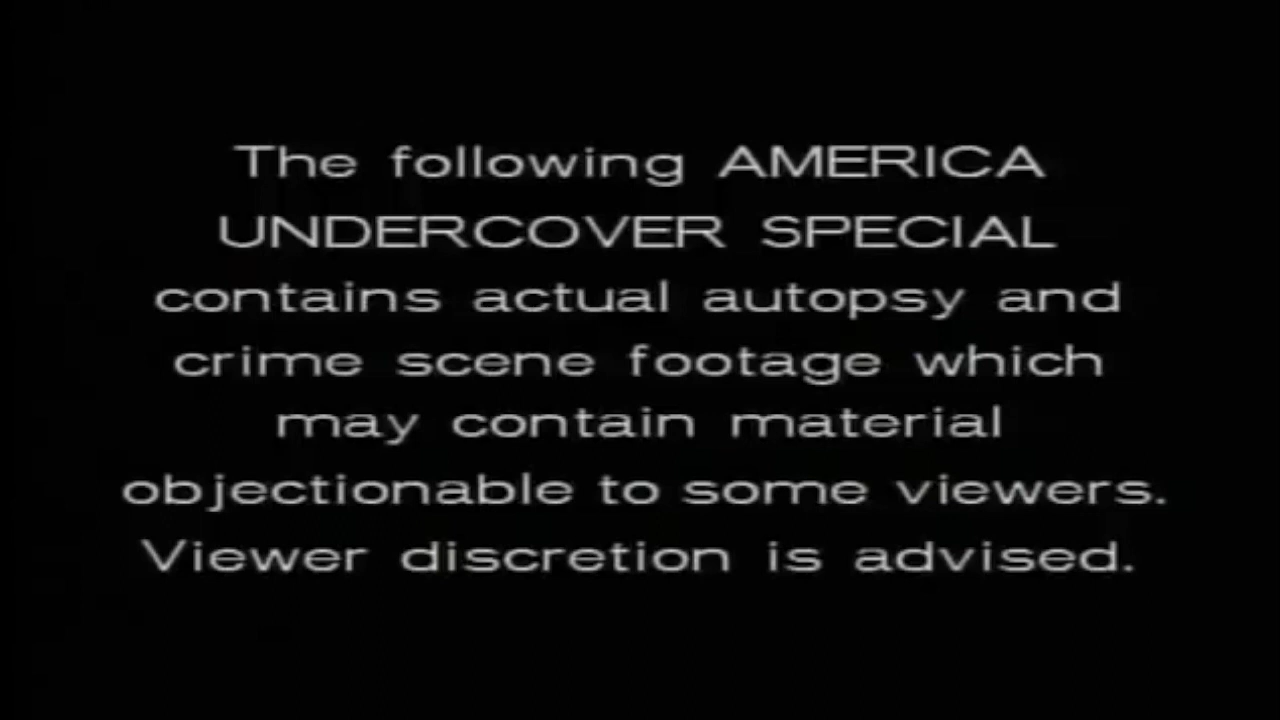 The following AMERICA
UNDERCOVER SPECIAL
contains actual autopsy and
crime scene footage which
may contain material
objectionable to some viewers.
Viewer discretion is advised.